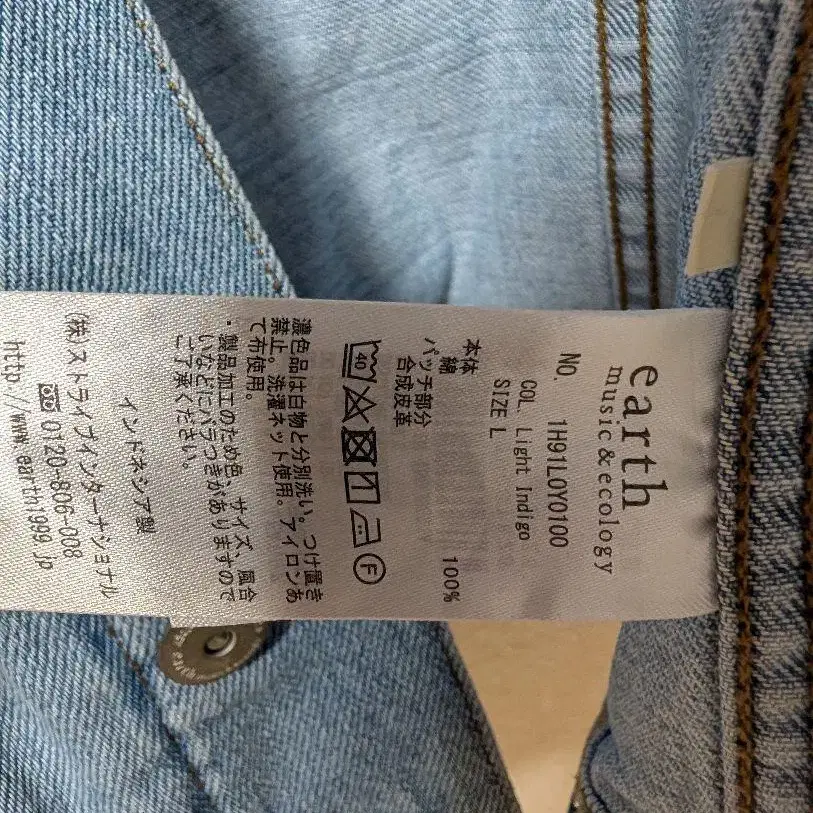 earth
music&ecology
NO. 1H91L0Y0100
COL. Light Indigo
SIZE L
本体
綿 100%
パッチ部分
合成皮革
40
F
濃色品は白物と分別洗い。つけ置き
禁止。洗濯ネット使用。アイロンあ
て布使用。
・製品加工のため色、サイズ、風合
いなどにバラつきがありますので
ご了承ください。
インドネシア製
(株)ストライプインターナショナル
0120-806-008
http://www.earth1999.jp